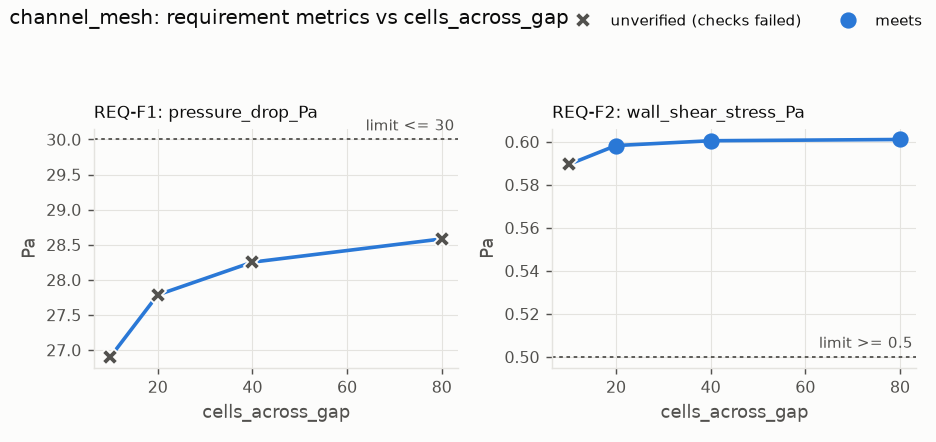 channel_mesh: requirement metrics vs cells_across_gap
unverified (checks failed)
meets
REQ-F1: pressure_drop_Pa
limit <= 30
30.0
29.5
29.0
28.5
28.0
27.5
27.0
Pa
20
40
60
80
cells_across_gap
REQ-F2: wall_shear_stress_Pa
0.60
0.58
0.56
0.54
0.52
0.50
limit >= 0.5
Pa
20
40
60
80
cells_across_gap